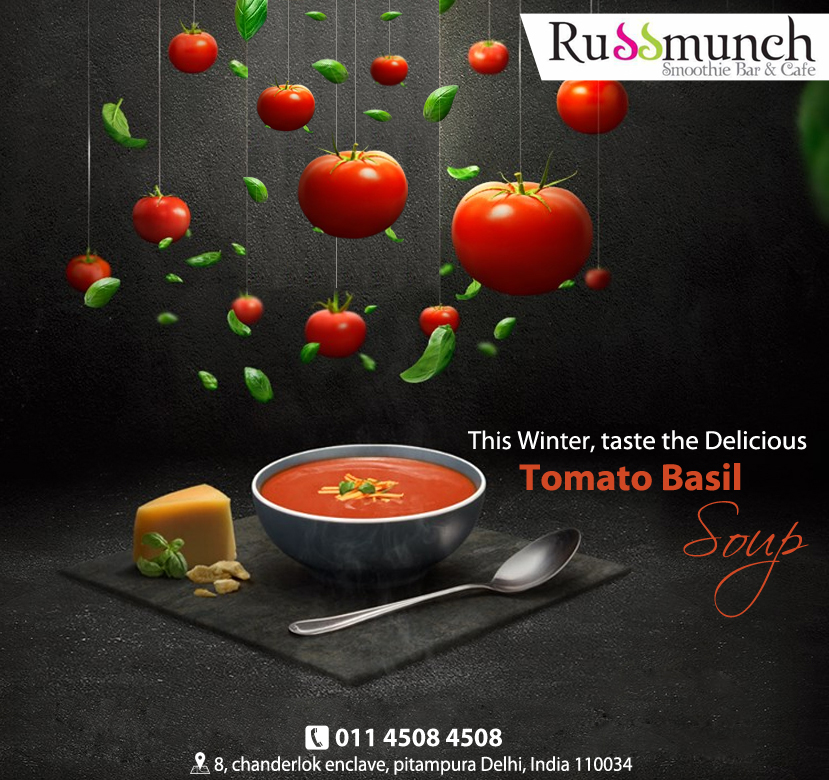 Russmunch
Smoothie Bar & Cafe
This Winter, taste the Delicious
Tomato Basil
Soup
011 4508 4508
8, chanderlok enclave, pitampura Delhi, India 110034